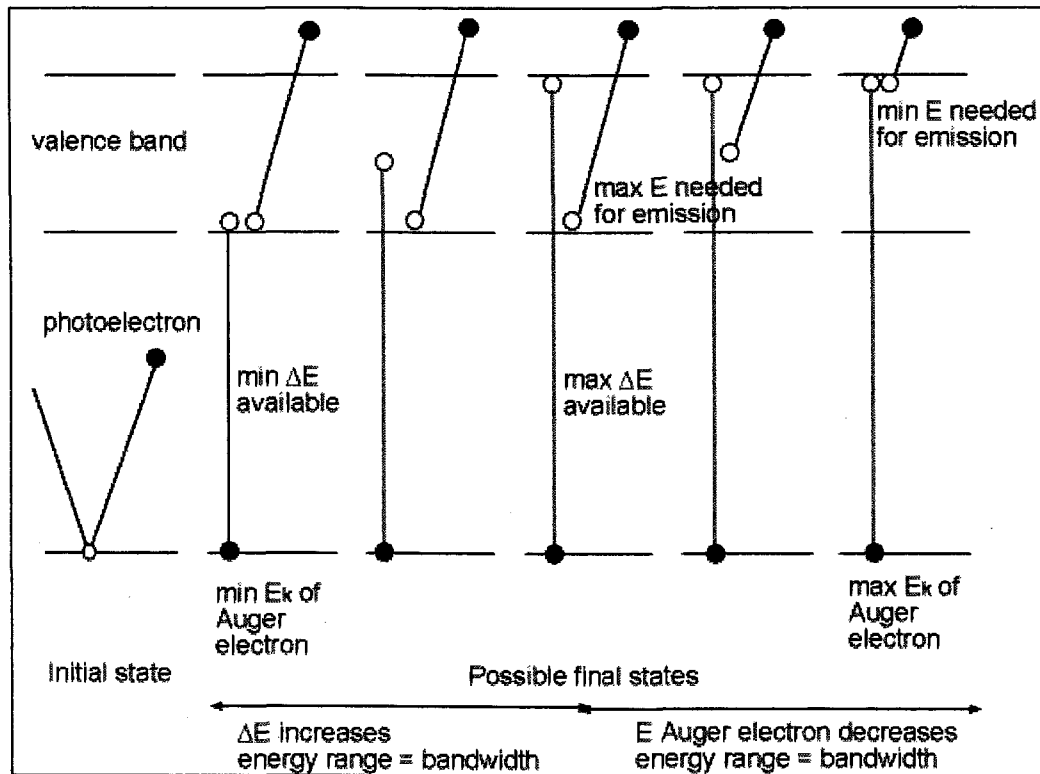 valence band
min E needed
for emission
max E needed
for emission
photoelectron
min ΔE
available
max ΔE
available
min Ek of
Auger
electron
max Ek of
Auger
electron
Initial state
Possible final states
ΔE increases
energy range = bandwidth
E Auger electron decreases
energy range = bandwidth